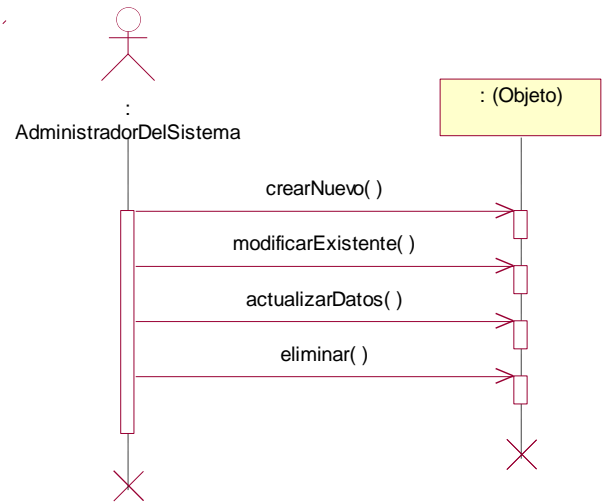 : (Objeto)
:
AdministradorDelSistema
crearNuevo( )
modificarExistente( )
actualizarDatos( )
eliminar( )